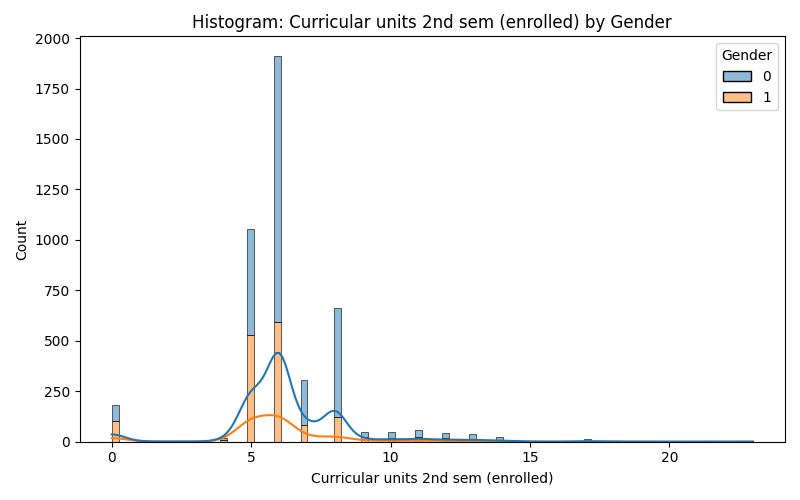 Histogram: Curricular units 2nd sem (enrolled) by Gender
2000
1750
1500
1250
1000
750
500
250
0
Count
Gender
0
1
0 5 10 15 20
Curricular units 2nd sem (enrolled)